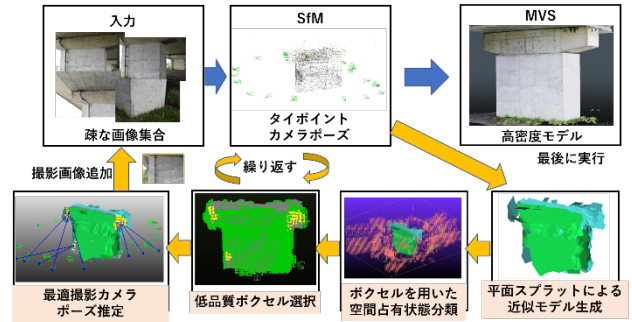 入力
疎な画像集合
SfM
タイポイント
カメラポーズ
MVS
高密度モデル
最後に実行
撮影画像追加
繰り返す
最適撮影カメラ
ポーズ推定
低品質ボクセル選択
ボクセルを用いた
空間占有状態分類
平面スプラットによる
近似モデル生成